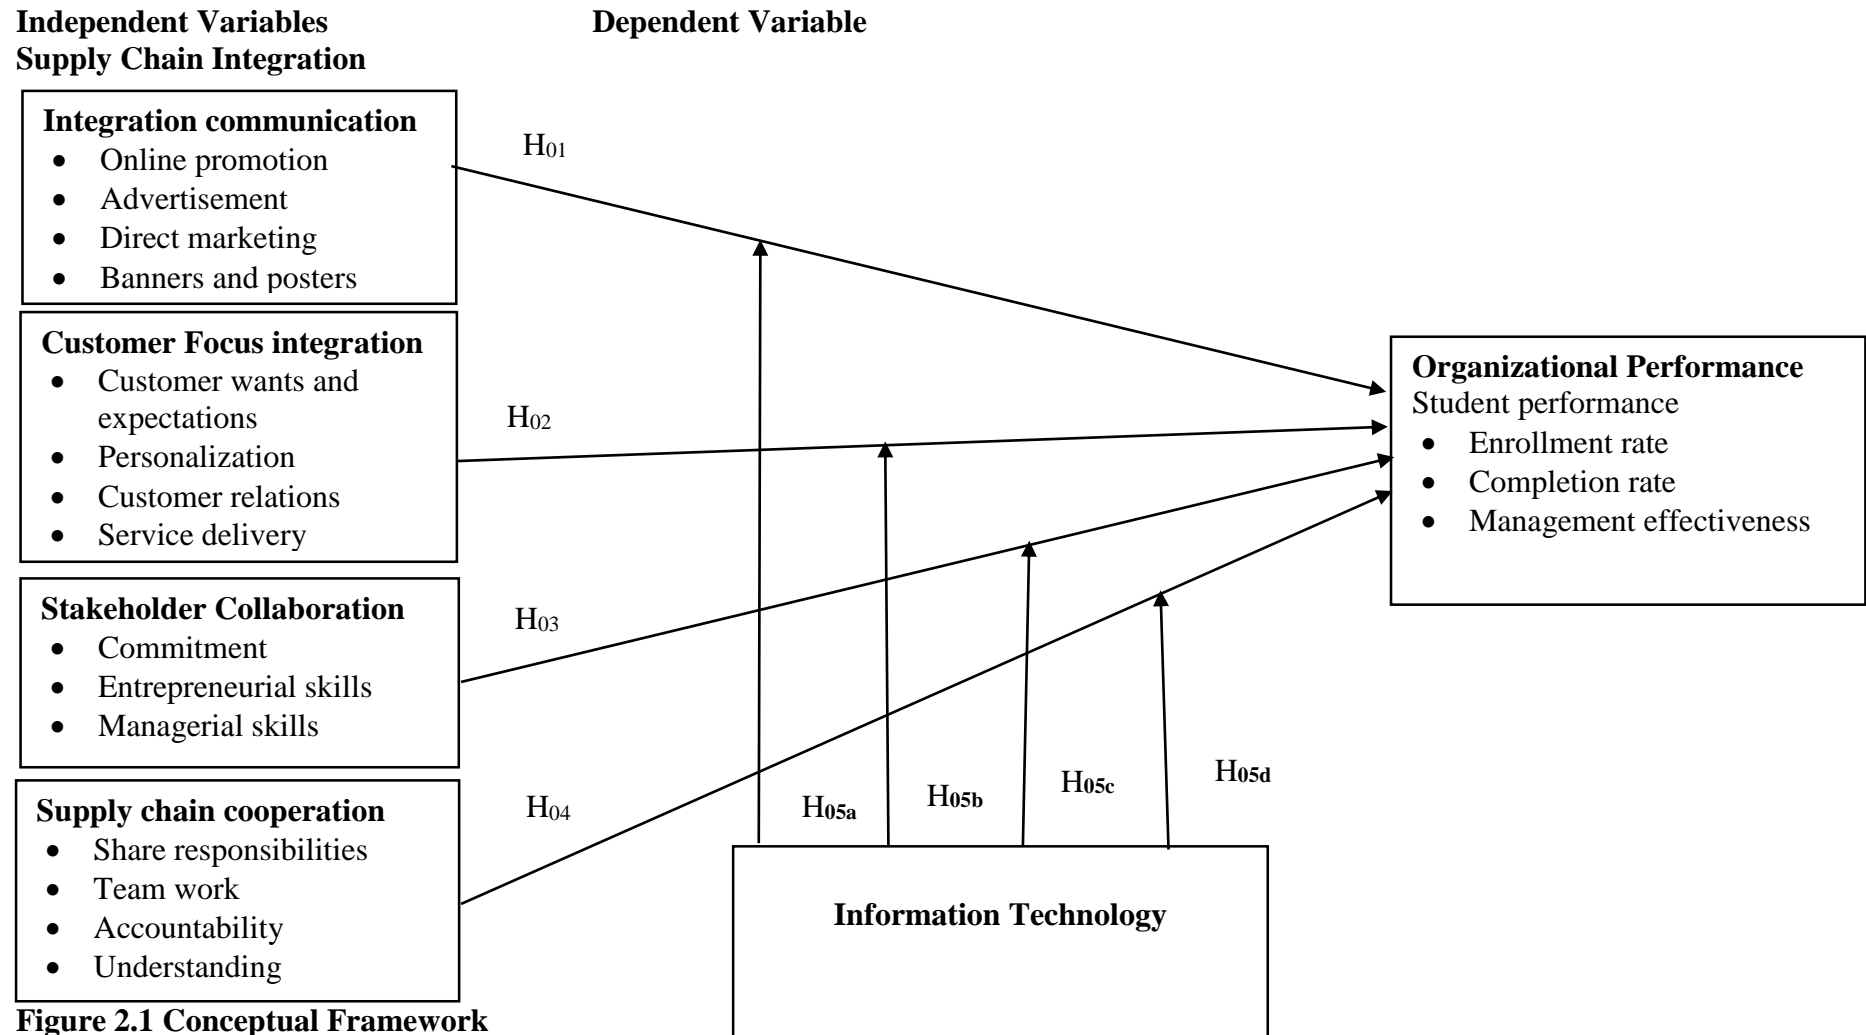 Independent Variables Dependent Variable
Supply Chain Integration
Integration communication
• Online promotion
• Advertisement
• Direct marketing
• Banners and posters
H01
Customer Focus integration
• Customer wants and
expectations
• Personalization
• Customer relations
• Service delivery
H02
Stakeholder Collaboration
• Commitment
• Entrepreneurial skills
• Managerial skills
H03
Supply chain cooperation
• Share responsibilities
• Team work
• Accountability
• Understanding
H04
H05a
H05b
H05c
H05d
Information Technology
Organizational Performance
Student performance
• Enrollment rate
• Completion rate
• Management effectiveness
Figure 2.1 Conceptual Framework